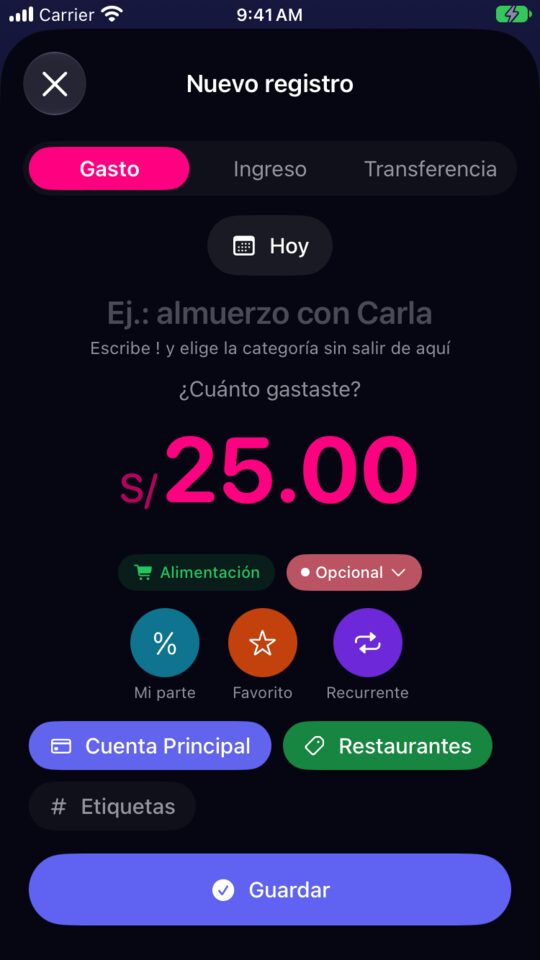 Carrier 9:41 AM
Nuevo registro
Gasto Ingreso Transferencia
Hoy
Ej.: almuerzo con Carla
Escribe ! y elige la categoría sin salir de aquí
¿Cuánto gastaste?
S/25.00
Alimentación Opcional
% 
Mi parte Favorito Recurrente
Cuenta Principal Restaurantes
# Etiquetas
Guardar